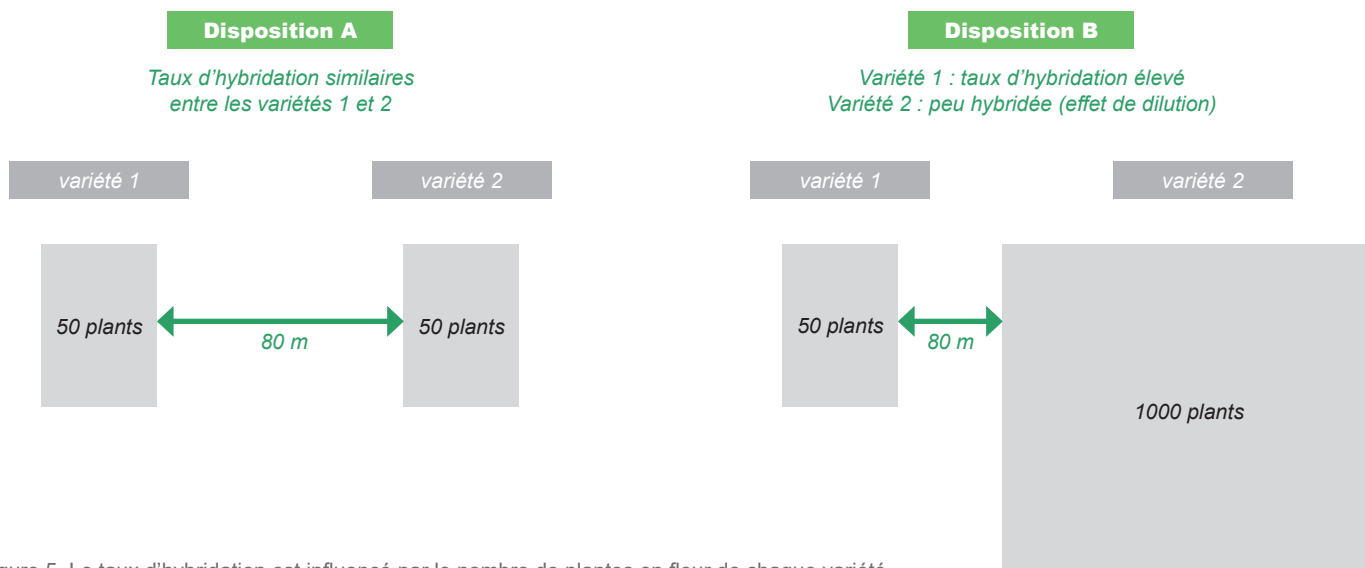 Disposition A
Taux d'hybridation similaires
entre les variétés 1 et 2
variété 1
variété 2
50 plants
80 m
50 plants
Disposition B
Variété 1 : taux d'hybridation élevé
Variété 2 : peu hybridée (effet de dilution)
variété 1
variété 2
50 plants
80 m
1000 plants
gure 5. Le taux d'hybridation est influencé par le nombre de plantes en fleur de chaque variété